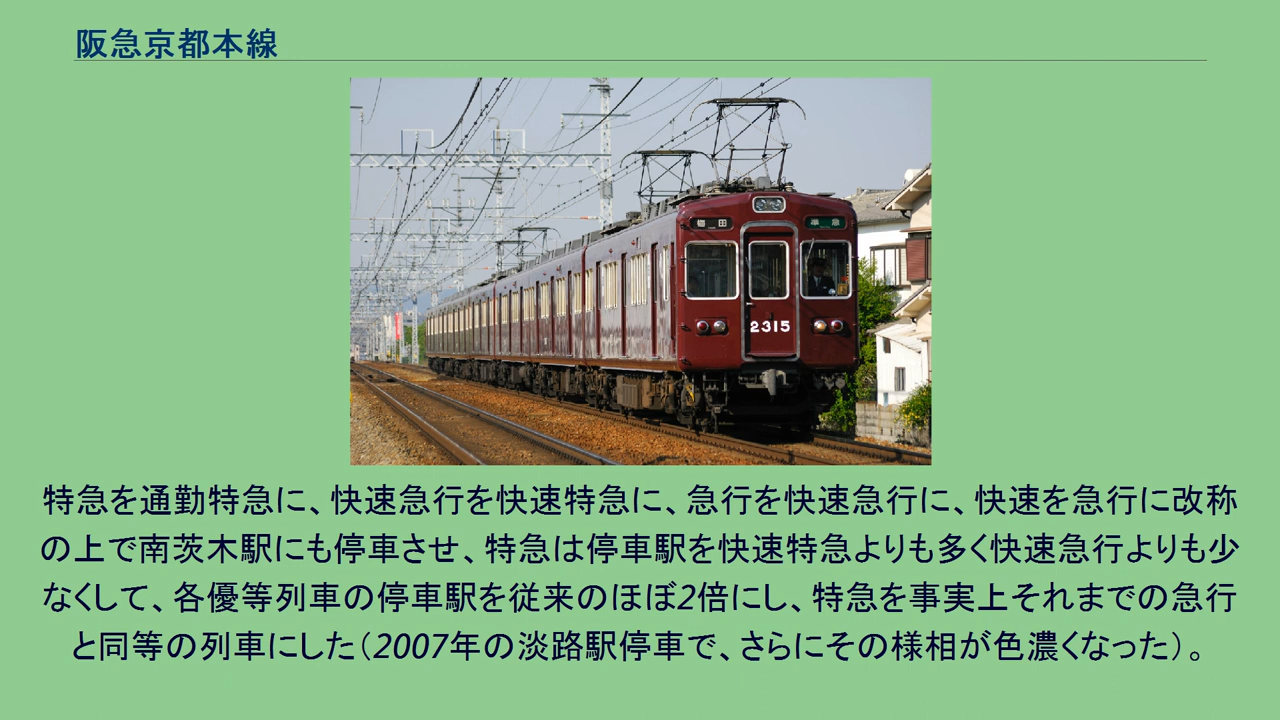 阪急京都本線
梅田
準急
2315
特急を通勤特急に、快速急行を快速特急に、急行を快速急行に、快速を急行に改称
の上で南茨木駅にも停車させ、特急は停車駅を快速特急よりも多く快速急行よりも少
なくして、各優等列車の停車駅を従来のほぼ2倍にし、特急を事実上それまでの急行
と同等の列車にした（2007年の淡路駅停車で、さらにその様相が色濃くなった）。